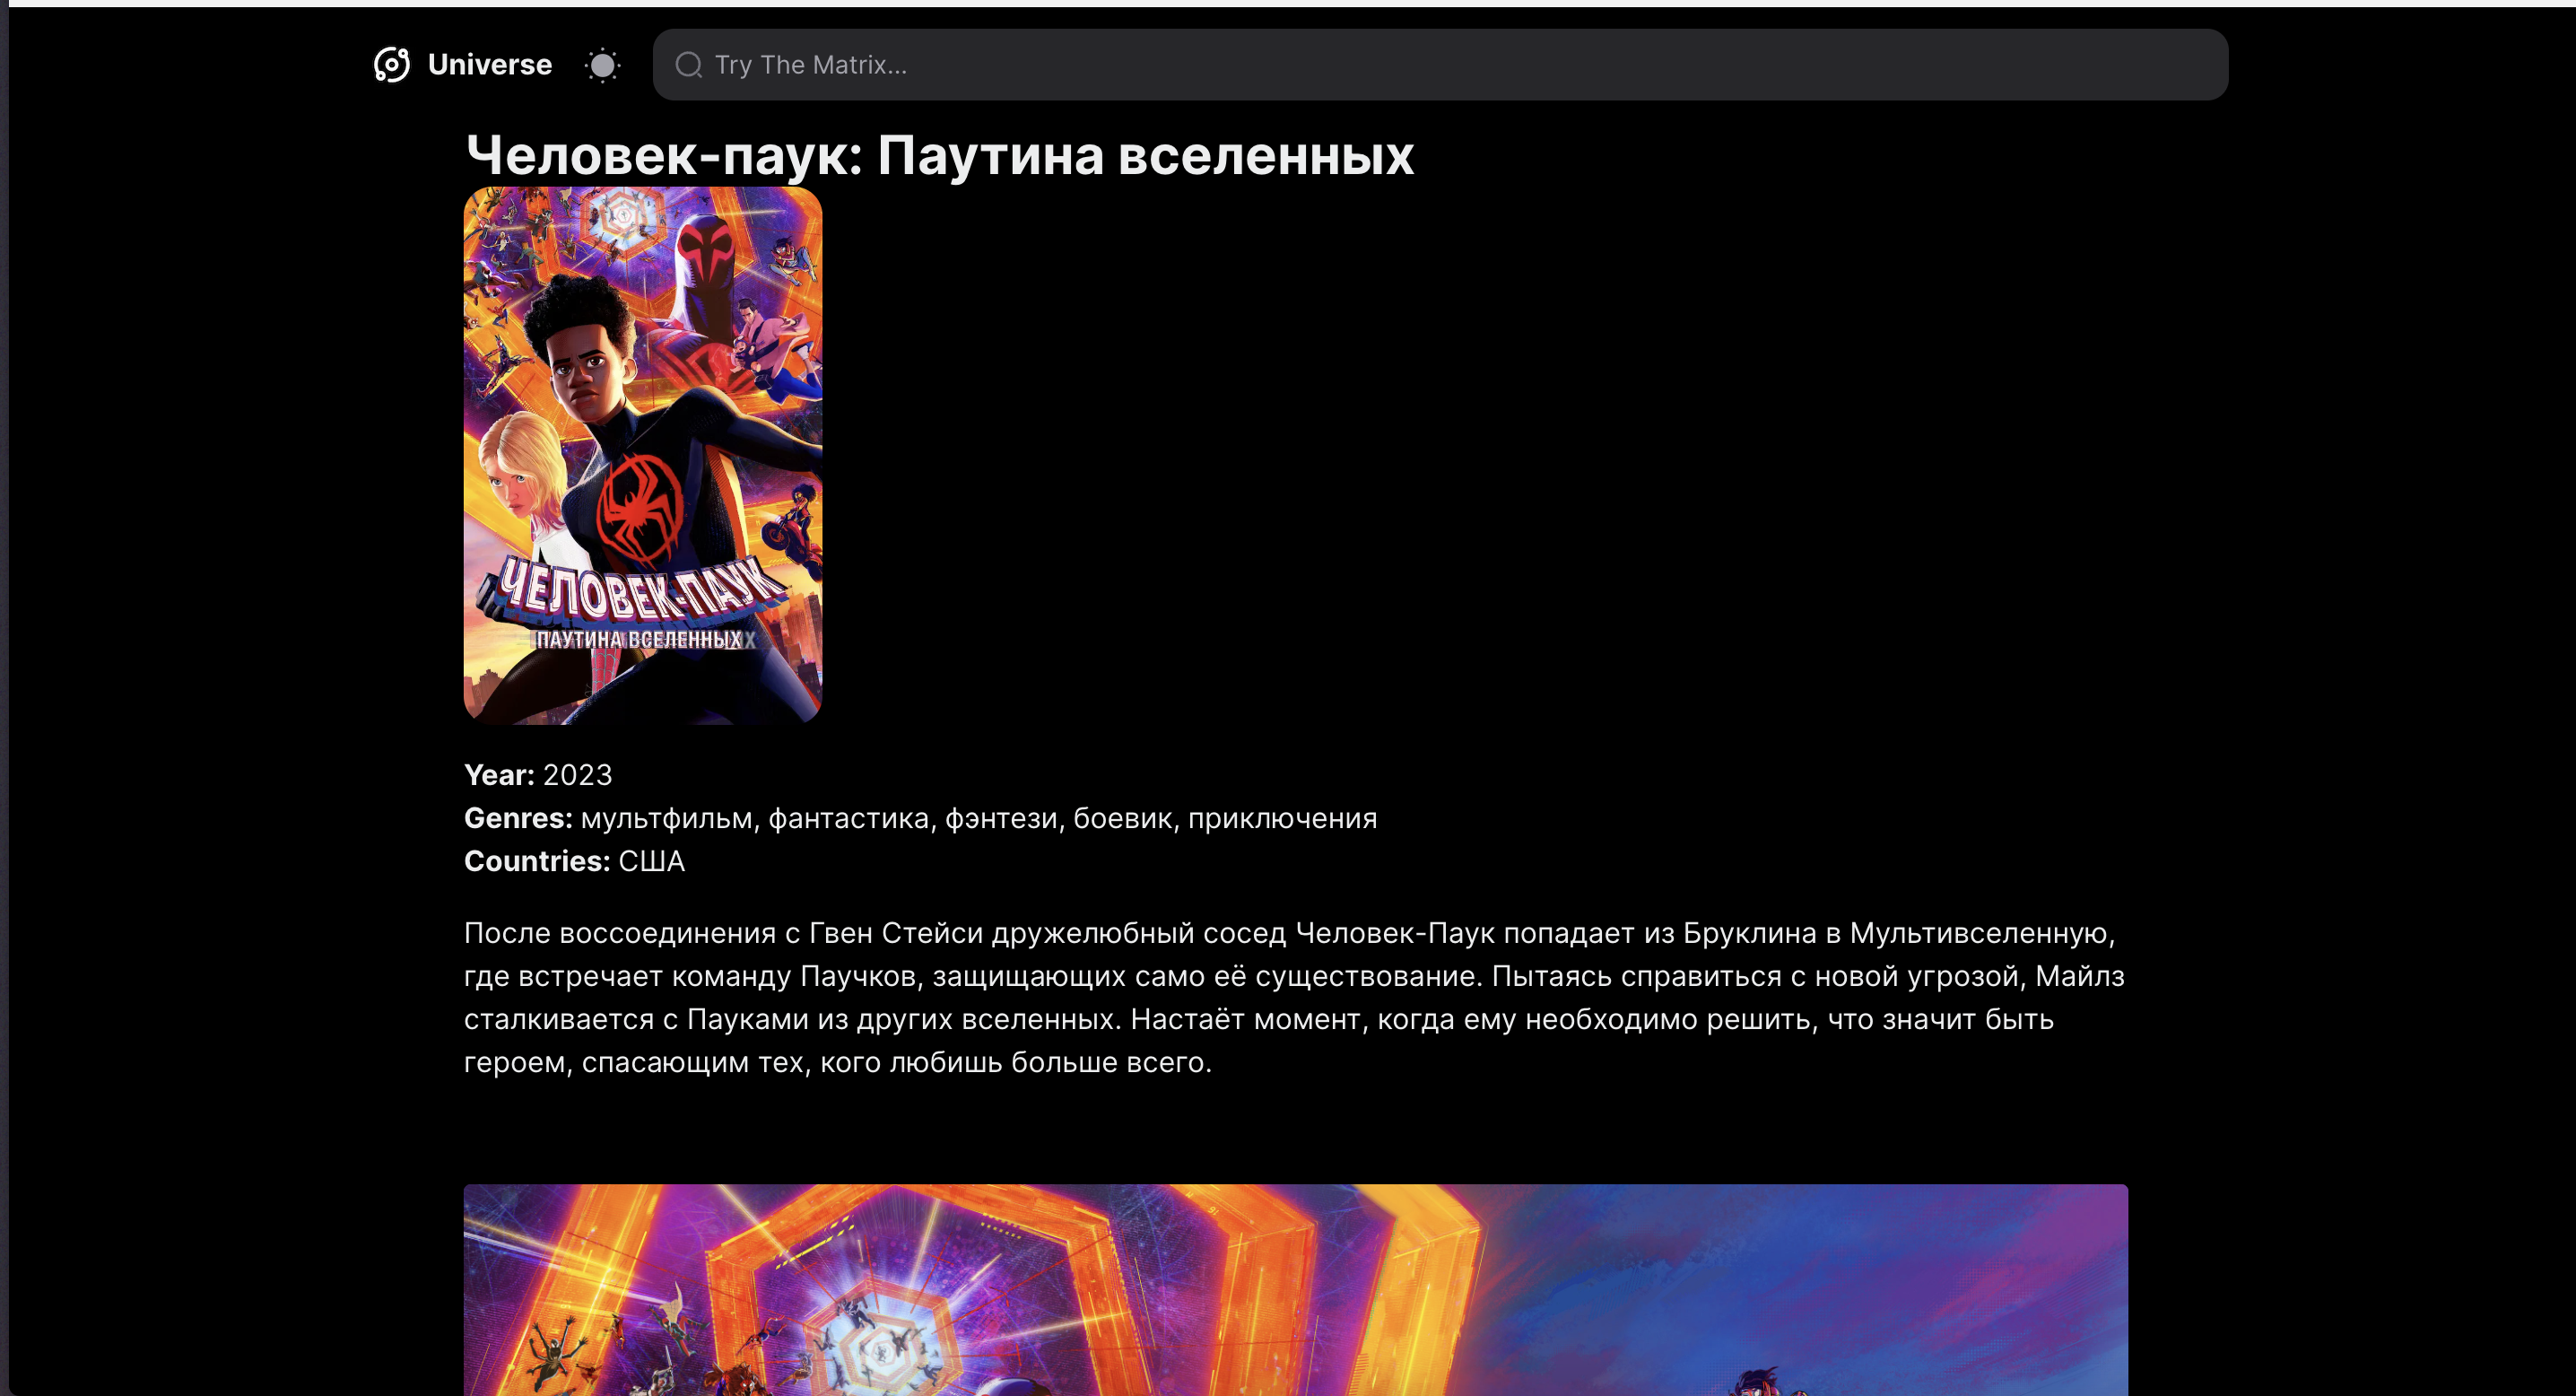 Universe
Try The Matrix...
Человек-паук: Паутина вселенных
ЧЕЛОВЕК-ПАУК
ПАУТИНА ВСЕЛЕННЫХ
Year: 2023
Genres: мультфильм, фантастика, фэнтези, боевик, приключения
Countries: США
После воссоединения с Гвен Стейси дружелюбный сосед Человек-Паук попадает из Бруклина в Мультивселенную,
где встречает команду Паучков, защищающих само её существование. Пытаясь справиться с новой угрозой, Майлз
сталкивается с Пауками из других вселенных. Настаёт момент, когда ему необходимо решить, что значит быть
героем, спасающим тех, кого любишь больше всего.